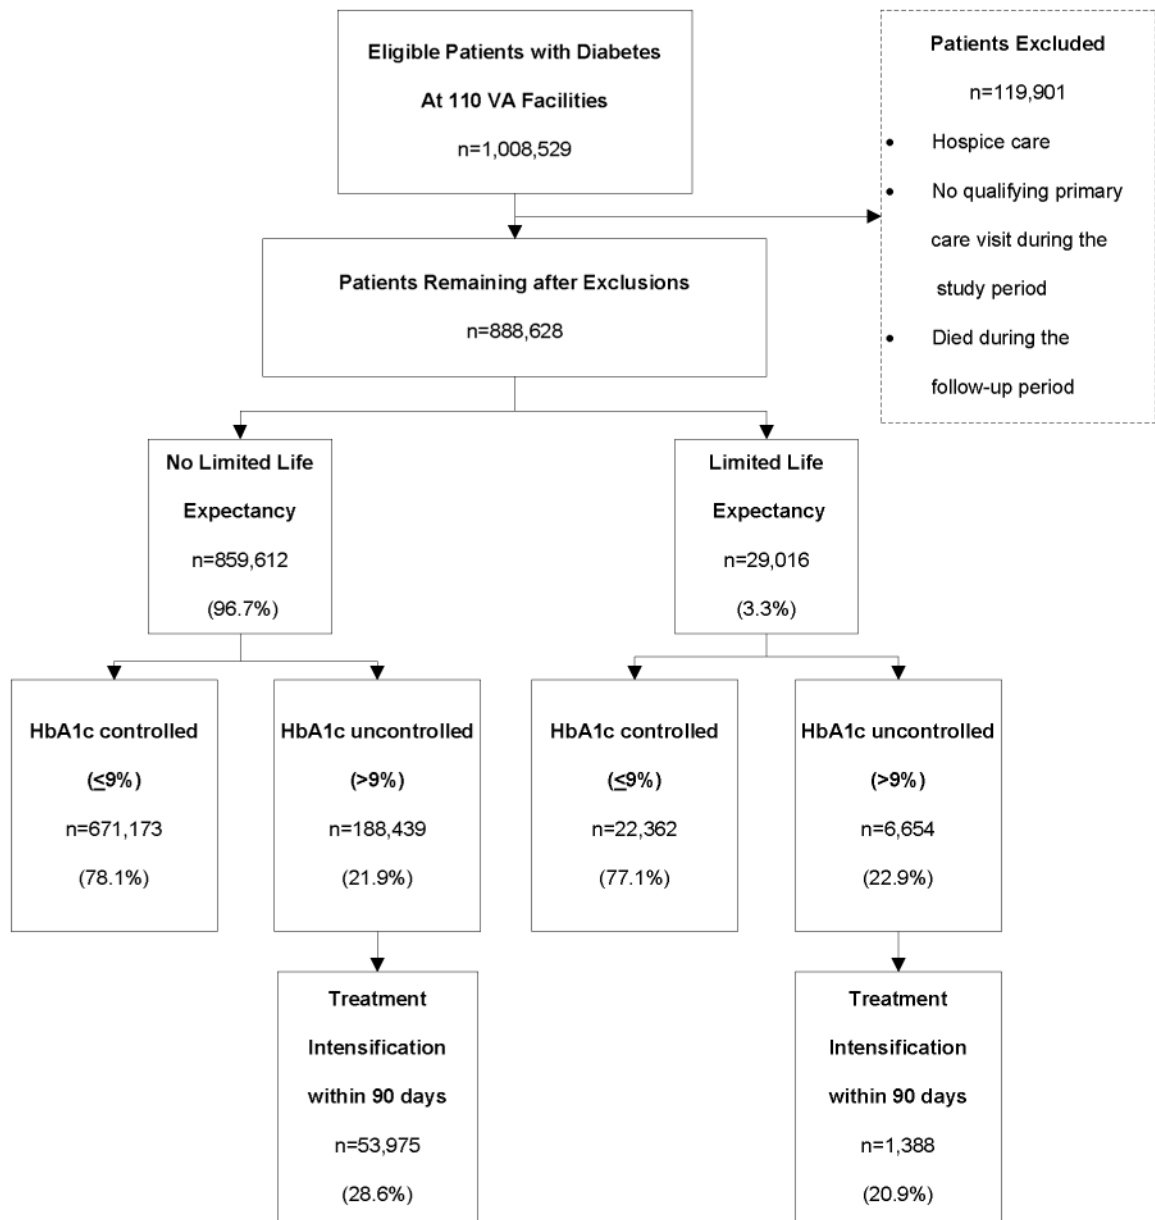 Eligible Patients with Diabetes
At 110 VA Facilities
n=1,008,529
Patients Excluded
n=119,901
• Hospice care
• No qualifying primary
care visit during the
study period
• Died during the
follow-up period
Patients Remaining after Exclusions
n=888,628
No Limited Life
Expectancy
n=859,612
(96.7%)
Limited Life
Expectancy
n=29,016
(3.3%)
HbA1c controlled
(≤9%)
n=671,173
(78.1%)
HbA1c uncontrolled
(>9%)
n=188,439
(21.9%)
HbA1c controlled
(≤9%)
n=22,362
(77.1%)
HbA1c uncontrolled
(>9%)
n=6,654
(22.9%)
Treatment
Intensification
within 90 days
n=53,975
(28.6%)
Treatment
Intensification
within 90 days
n=1,388
(20.9%)